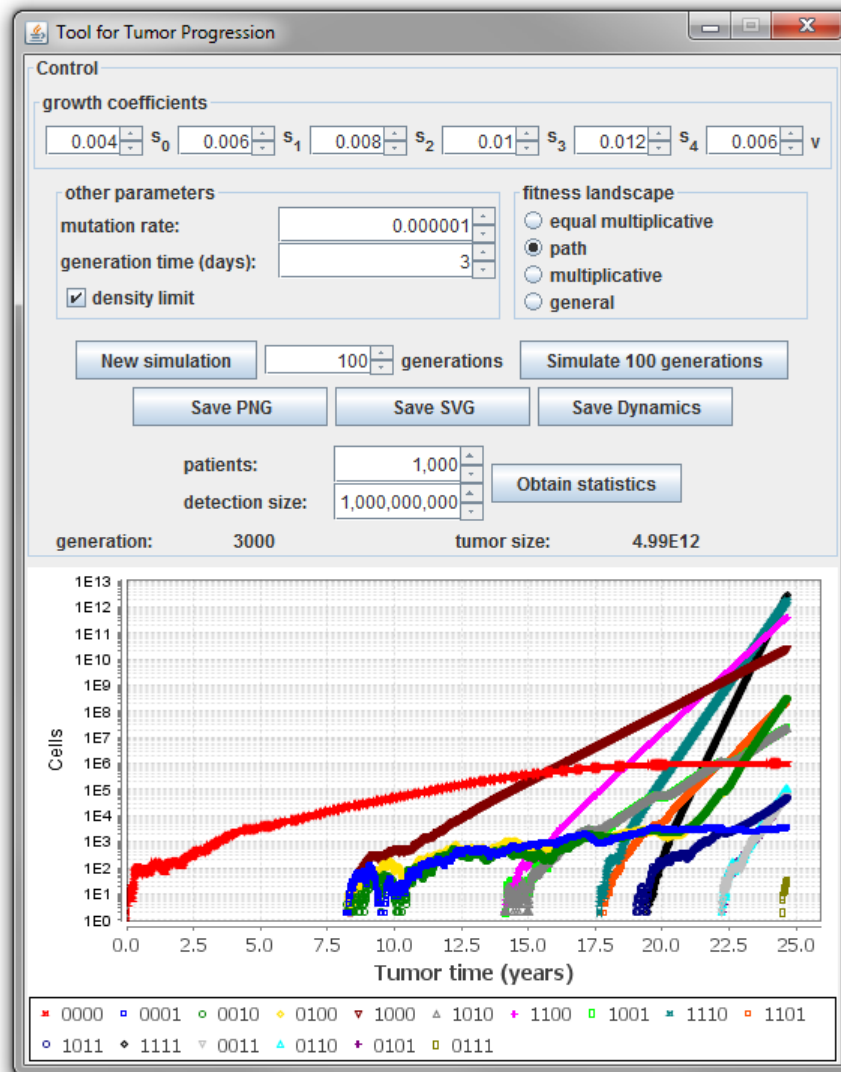 Tool for Tumor Progression
Control
growth coefficients
0.004 s0 0.006 s1 0.008 s2 0.01 s3 0.012 s4 0.006 v
other parameters
mutation rate: 0.000001
generation time (days): 3
density limit
fitness landscape
equal multiplicative
path
multiplicative
general
New simulation 100 generations Simulate 100 generations
Save PNG Save SVG Save Dynamics
patients: 1,000
detection size: 1,000,000,000
Obtain statistics
generation: 3000 tumor size: 4.99E12
1E13
1E12
1E11
1E10
1E9
1E8
1E7
1E6
1E5
1E4
1E3
1E2
1E1
1E0
Cells
0.0 2.5 5.0 7.5 10.0 12.5 15.0 17.5 20.0 22.5 25.0
Tumor time (years)
0000 0001 0010 0100 1000 1010 1100 1001 1110 1101
1011 1111 0011 0110 0101 0111